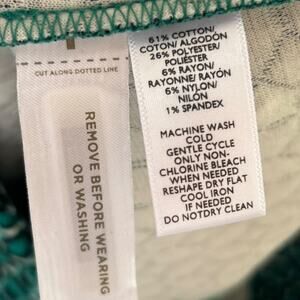 CUT ALONG DOTTED LINE
REMOVE BEFORE WEARING
OR WASHING
61% COTTON/
COTON/ ALGODÓN
26% POLYESTER/
POLIÉSTER
6% RAYON/
RAYONNE/ RAYÓN
6% NYLON/
NILÓN
1% SPANDEX
MACHINE WASH
COLD
GENTLE CYCLE
ONLY NON-
CHLORINE BLEACH
WHEN NEEDED
RESHAPE DRY FLAT
COOL IRON
IF NEEDED
DO NOTDRY CLEAN